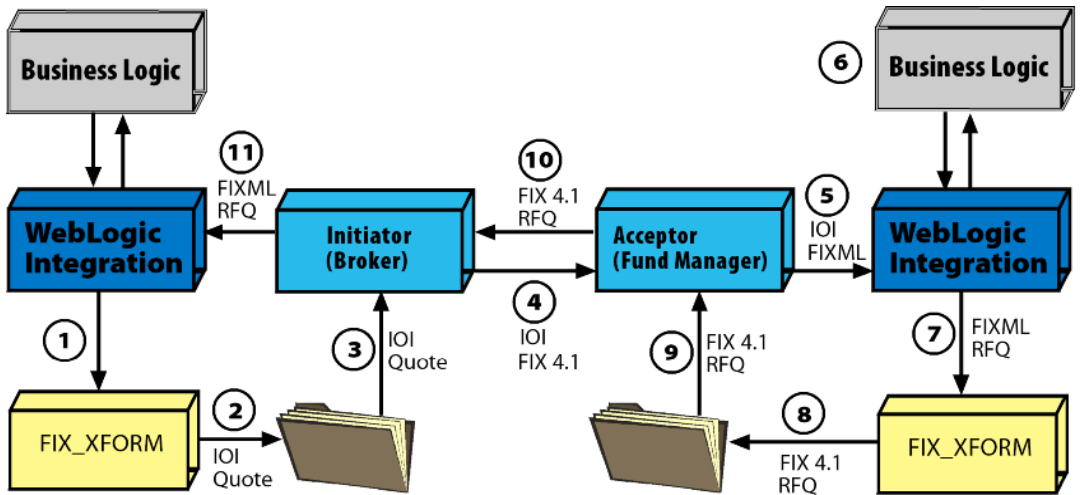 Business Logic
6
Business Logic
11
FIXML
RFQ
10
FIX 4.1
RFQ
5
IOI
FIXML
WebLogic
Integration
Initiator
(Broker)
Acceptor
(Fund Manager)
WebLogic
Integration
1
3
IOI
Quote
4
IOI
FIX 4.1
9
FIX 4.1
RFQ
7
FIXML
RFQ
FIX_XFORM
2
IOI
Quote
8
FIX 4.1
RFQ
FIX_XFORM